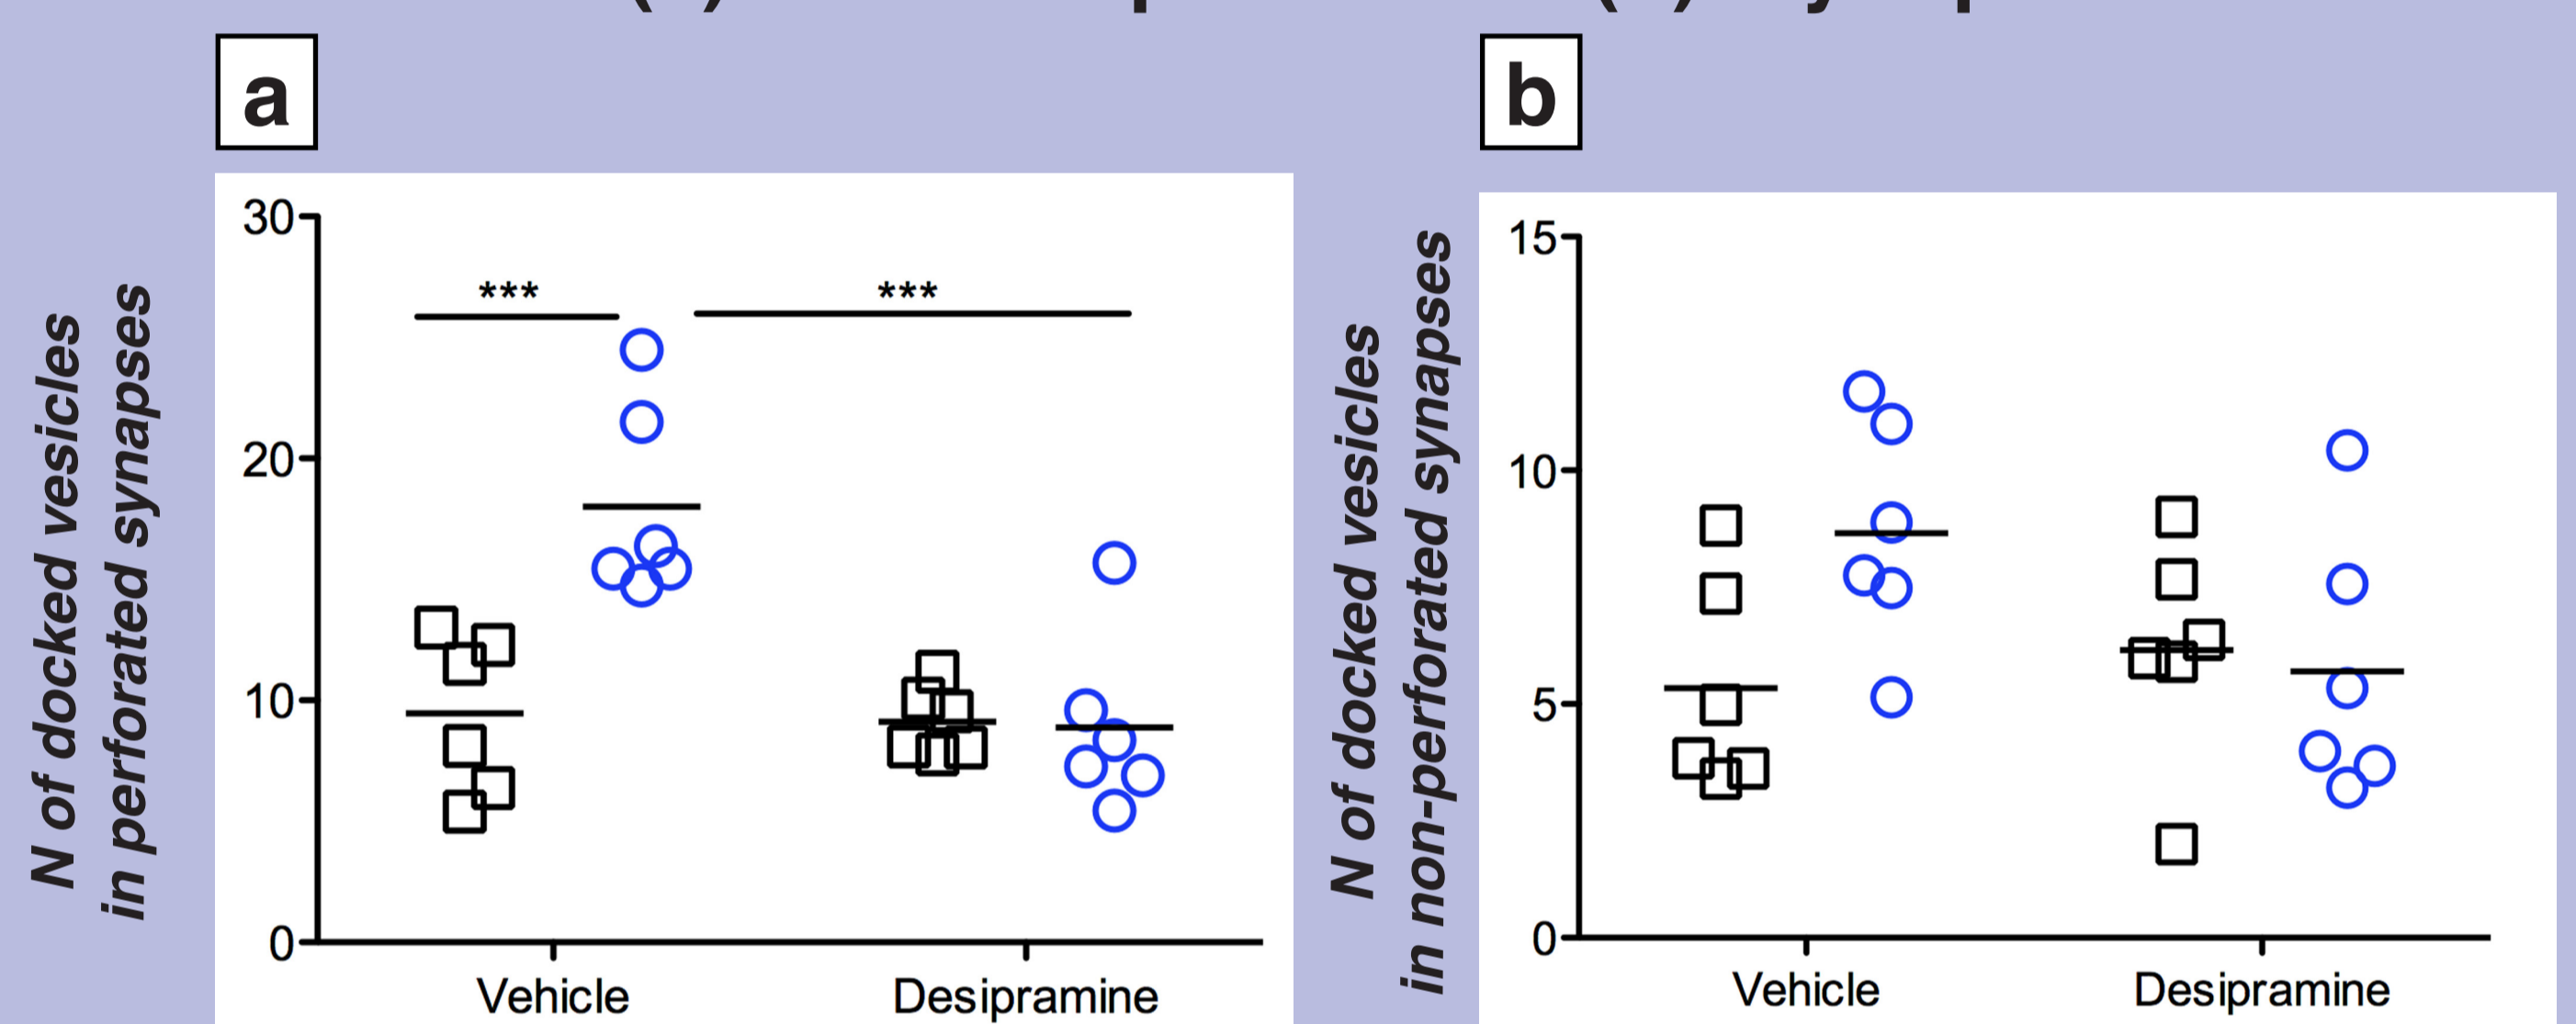 a
N of docked vesicles
in perforated synapses
30
***
***
20
10
0
Vehicle
Desipramine
b
N of docked vesicles
in non-perforated synapses
15
10
5
0
Vehicle
Desipramine